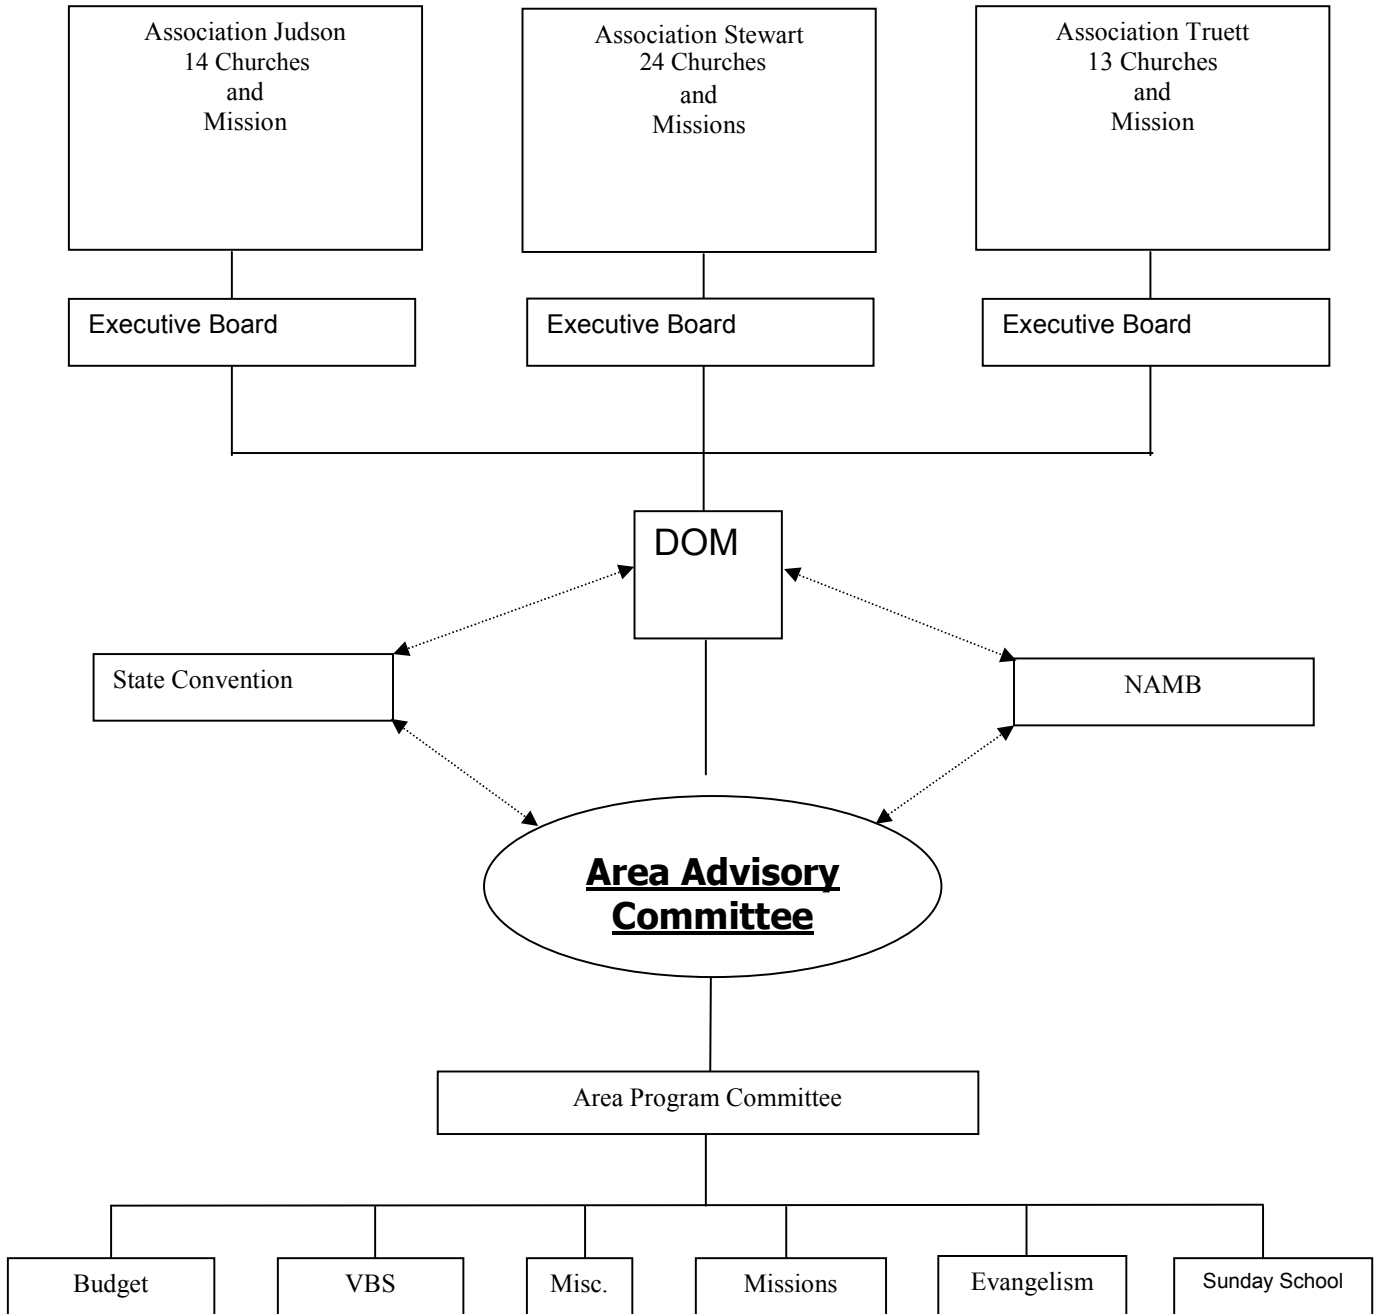 Association Judson
14 Churches
and
Mission
Association Stewart
24 Churches
and
Missions
Association Truett
13 Churches
and
Mission
Executive Board
Executive Board
Executive Board
DOM
State Convention
NAMB
Area Advisory
Committee
Area Program Committee
Budget
VBS
Misc.
Missions
Evangelism
Sunday School